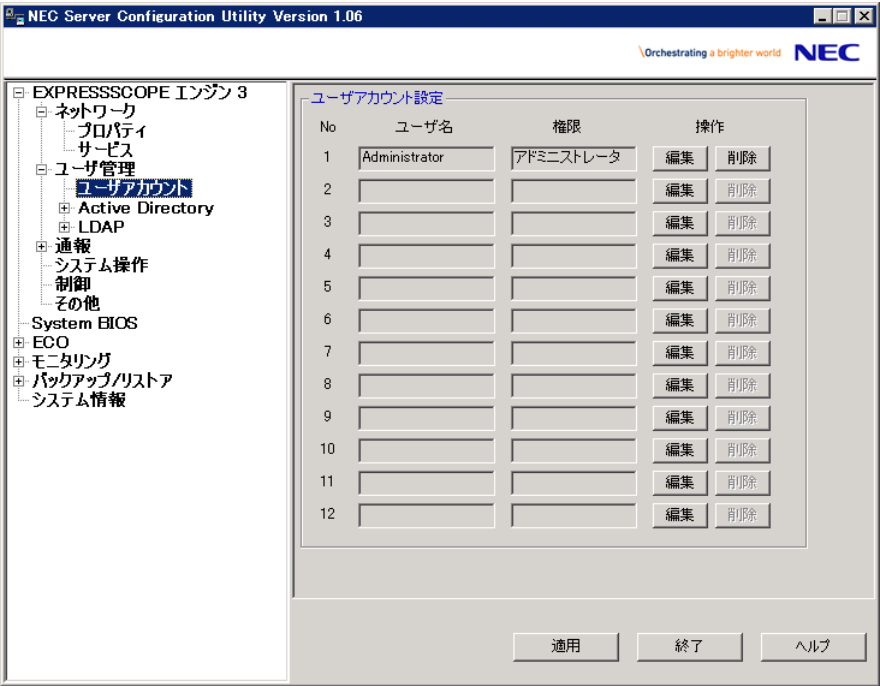 NEC Server Configuration Utility Version 1.06
\Orchestrating a brighter world NEC
EXPRESSSCOPE エンジン 3
ネットワーク
プロパティ
サービス
ユーザ管理
ユーザアカウント
Active Directory
LDAP
通報
システム操作
制御
その他
System BIOS
ECO
モニタリング
バックアップ/リストア
システム情報
ユーザアカウント設定
No ユーザ名 権限 操作
1 Administrator アドミニストレータ 編集 削除
2 編集 削除
3 編集 削除
4 編集 削除
5 編集 削除
6 編集 削除
7 編集 削除
8 編集 削除
9 編集 削除
10 編集 削除
11 編集 削除
12 編集 削除
適用 終了 ヘルプ